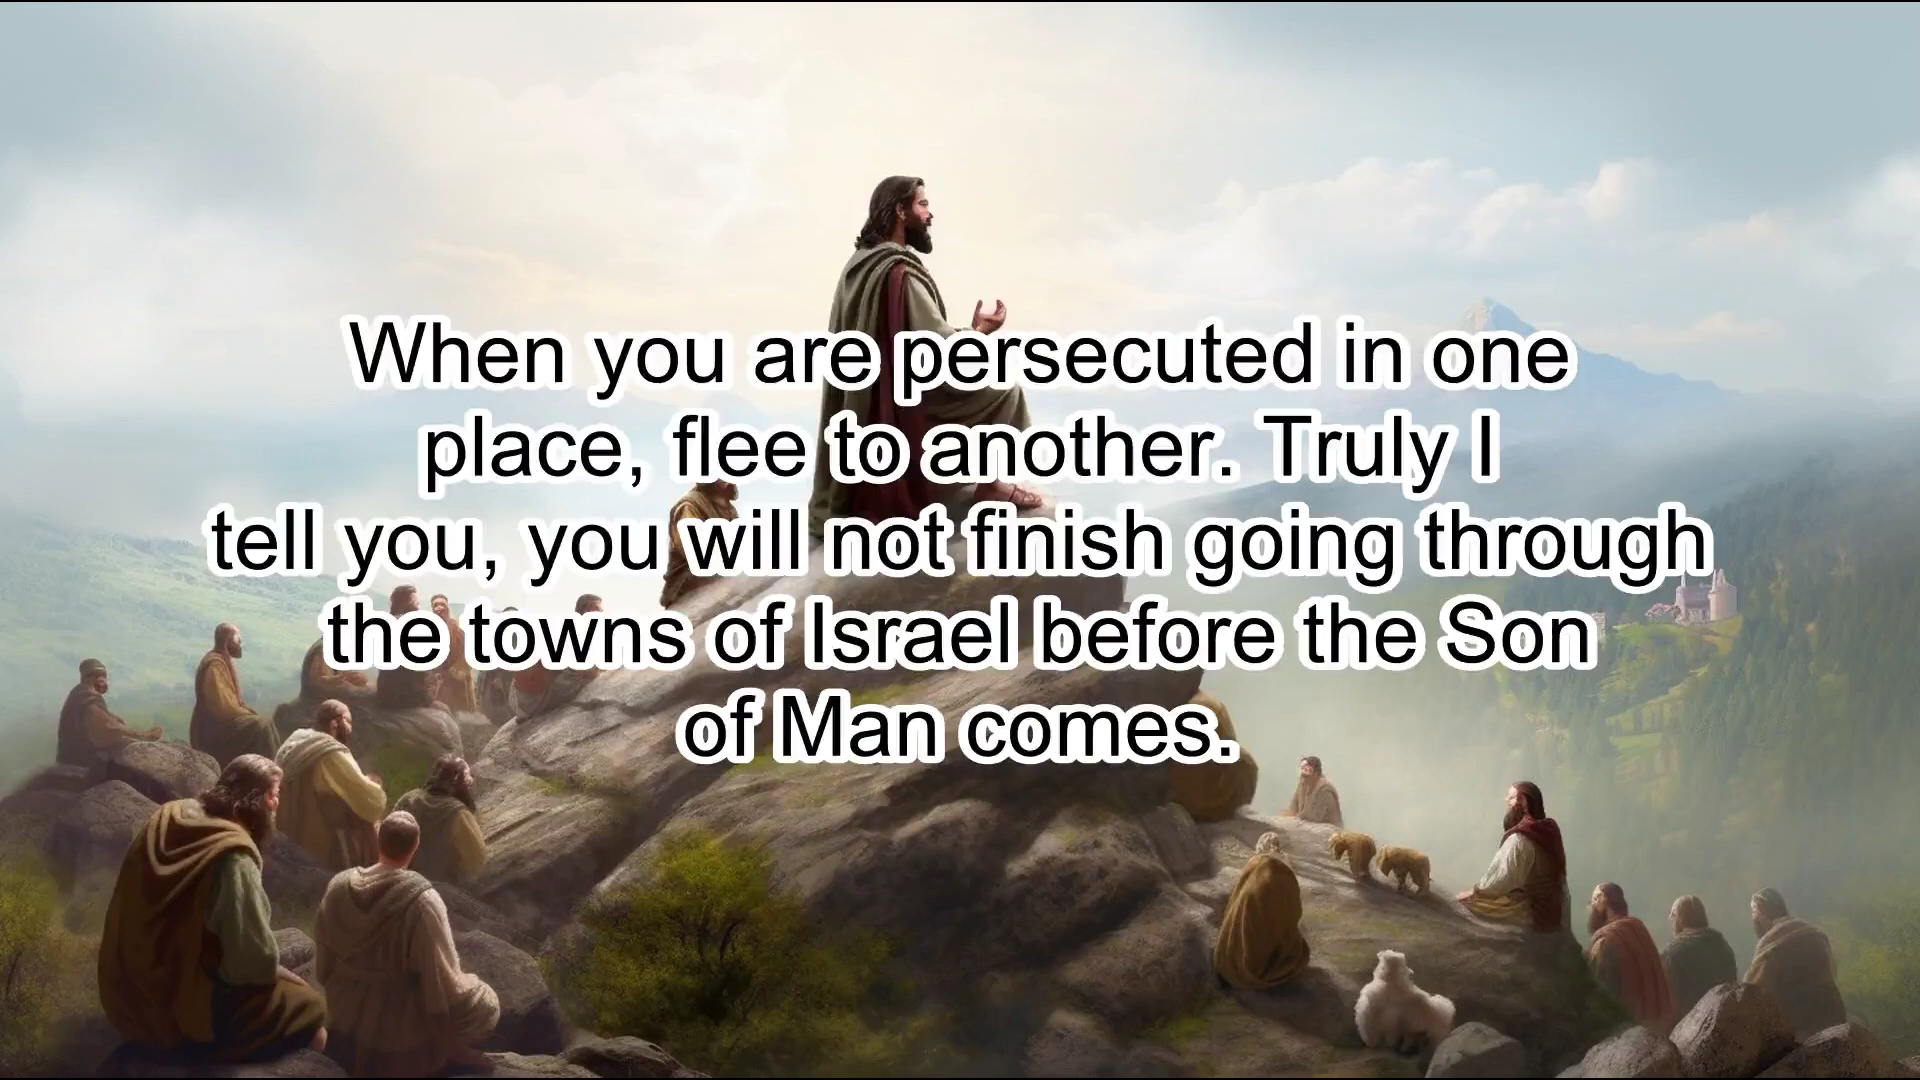 When you are persecuted in one
place, flee to another. Truly I
tell you, you will not finish going through
the towns of Israel before the Son
of Man comes.